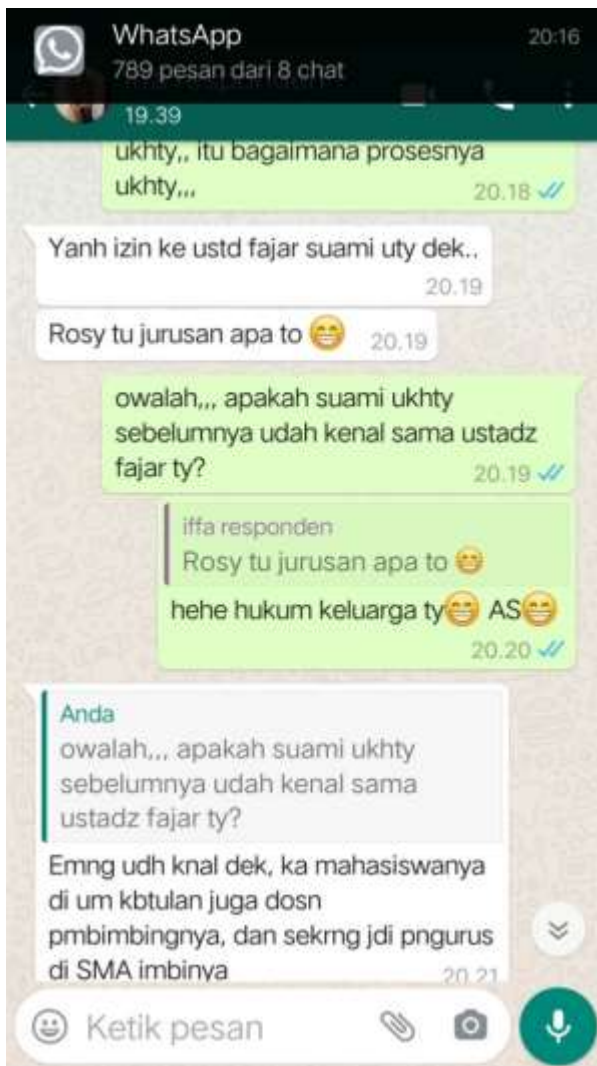 WhatsApp
20:16
789 pesan dari 8 chat
19.39
ukhty,, itu bagaimana prosesnya
ukhty,,,
20.18
Yanh izin ke ustd fajar suami uty dek..
20.19
Rosy tu jurusan apa to 😁
20.19
owalah,,, apakah suami ukhty
sebelumnya udah kenal sama ustadz
fajar ty?
20.19
iffa responden
Rosy tu jurusan apa to 😁
hehe hukum keluarga ty😁 AS😁
20.20
Anda
owalah,,, apakah suami ukhty
sebelumnya udah kenal sama
ustadz fajar ty?
Emng udh knal dek, ka mahasiswanya
di um kbtulan juga dosn
pmbimbingnya, dan sekrng jdi pngurus
di SMA imbinya
20.21
Ketik pesan